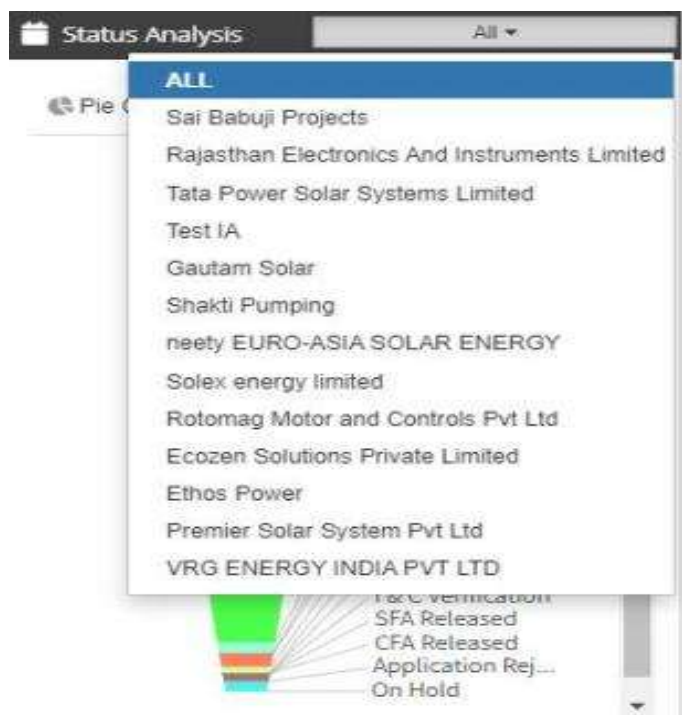 Status Analysis
All
ALL
Pie
Sai Babuji Projects
Rajasthan Electronics And Instruments Limited
Tata Power Solar Systems Limited
Test IA
Gautam Solar
Shakti Pumping
neety EURO-ASIA SOLAR ENERGY
Solex energy limited
Rotomag Motor and Controls Pvt Ltd
Ecozen Solutions Private Limited
Ethos Power
Premier Solar System Pvt Ltd
VRG ENERGY INDIA PVT LTD
I & C Verification
SFA Released
CFA Released
Application Rej...
On Hold